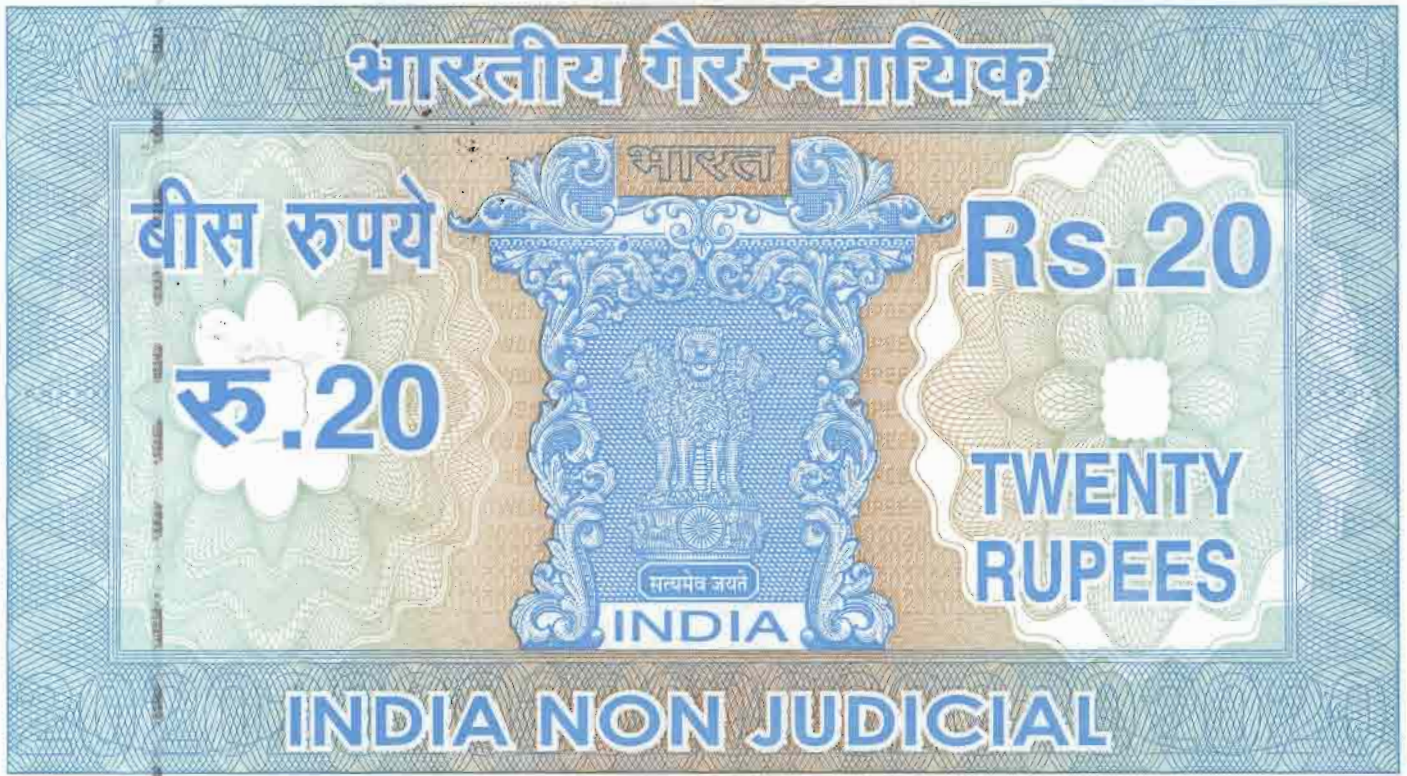 भारतीय गैर न्यायिक
भारत
बीस रुपये
रु.20
Rs.20
TWENTY
RUPEES
सत्यमेव जयते
INDIA
INDIA NON JUDICIAL